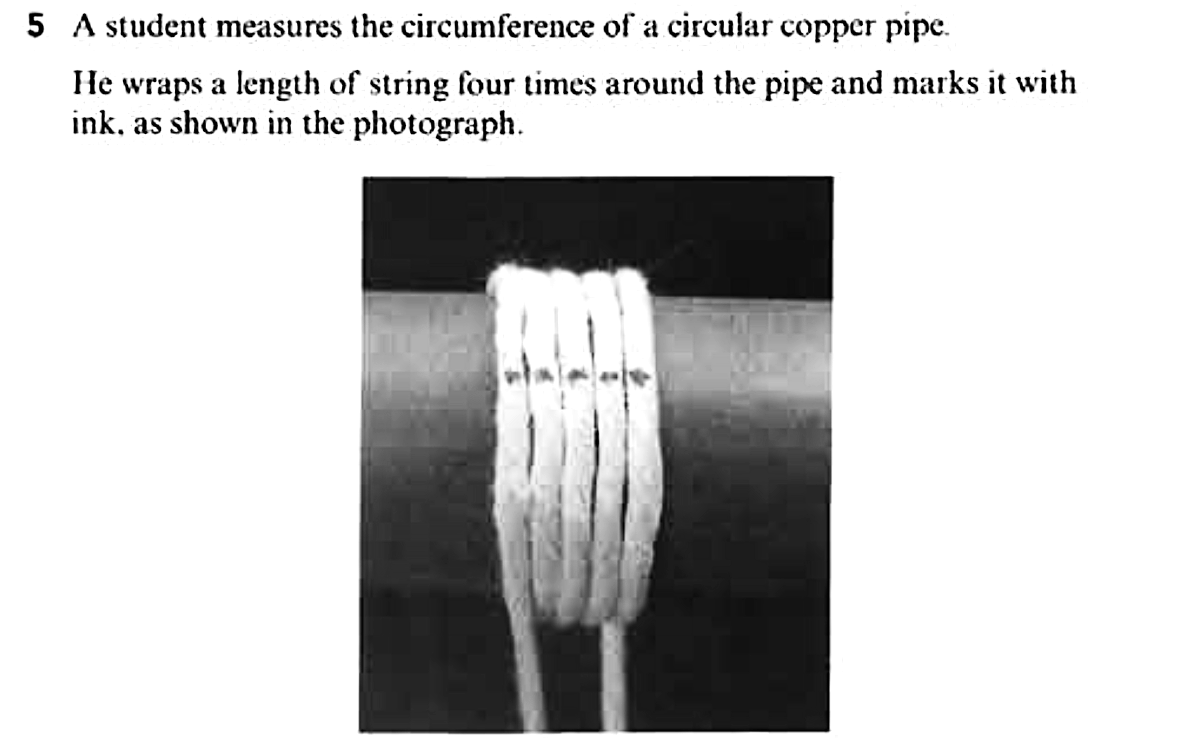 5 A student measures the circumference of a circular copper pipe.
He wraps a length of string four times around the pipe and marks it with
ink, as shown in the photograph.